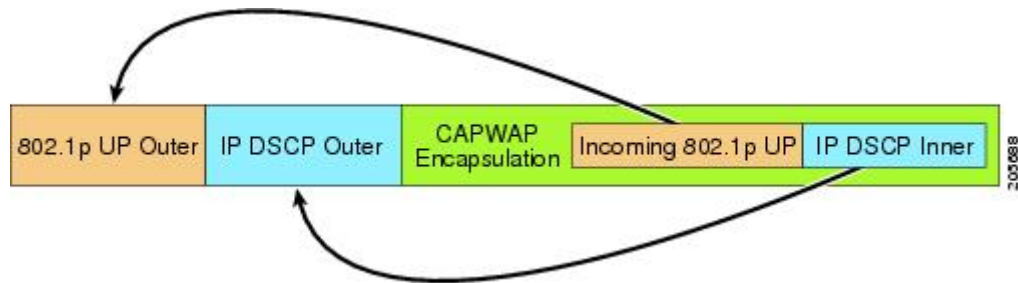 802.1p UP Outer
IP DSCP Outer
CAPWAP
Encapsulation
Incoming 802.1p UP
IP DSCP Inner
205688